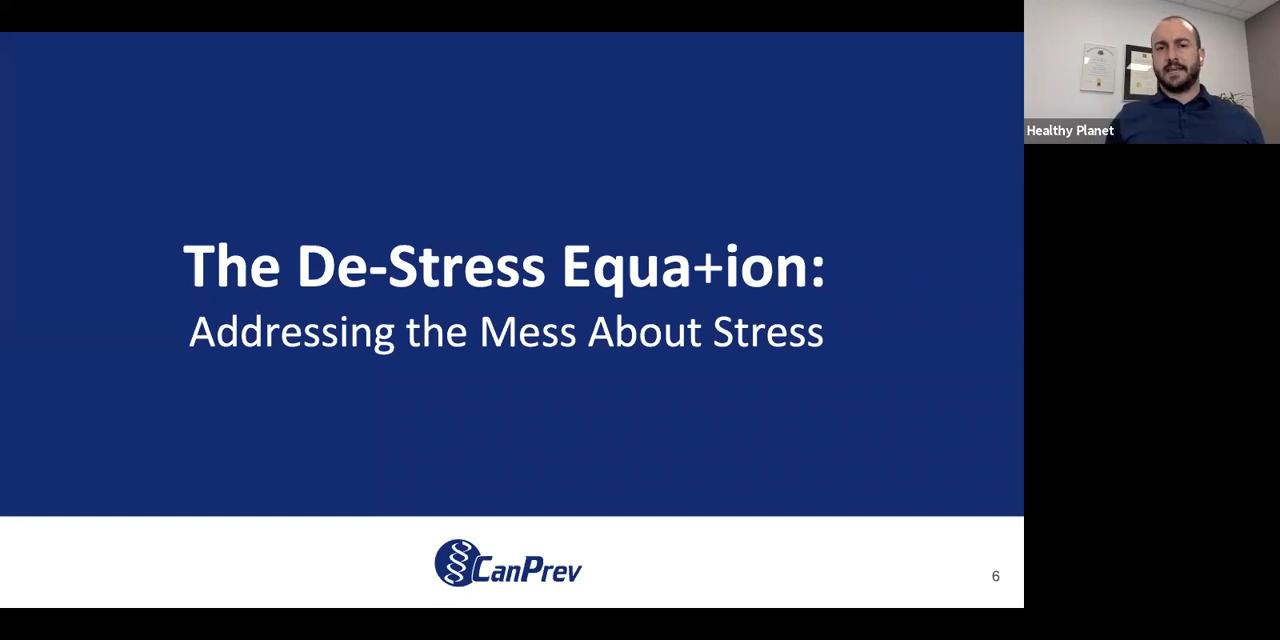 The De-Stress Equa+ion:
Addressing the Mess About Stress
CanPrev
6
Healthy Planet